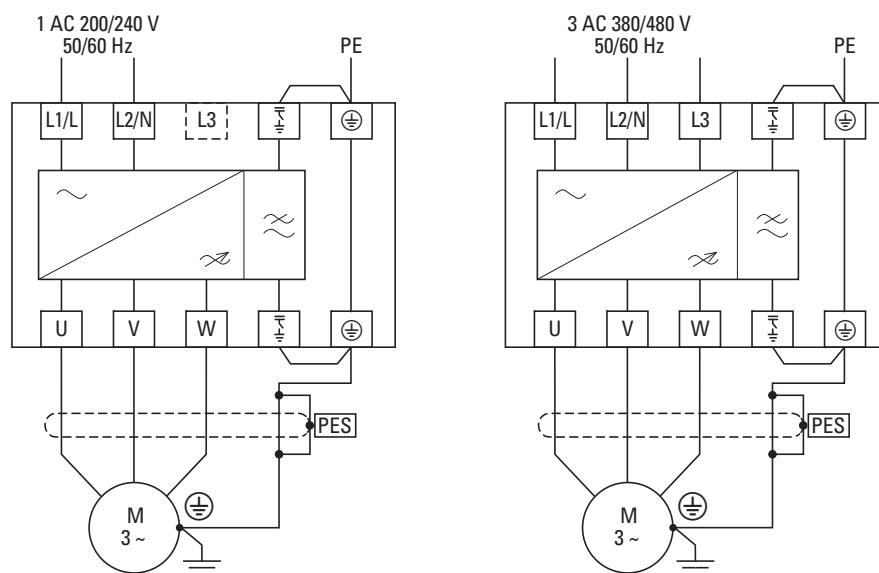 1 AC 200/240 V
50/60 Hz
PE
L1/L
L2/N
L3
U
V
W
PES
M
3 ~
3 AC 380/480 V
50/60 Hz
PE
L1/L
L2/N
L3
U
V
W
PES
M
3 ~